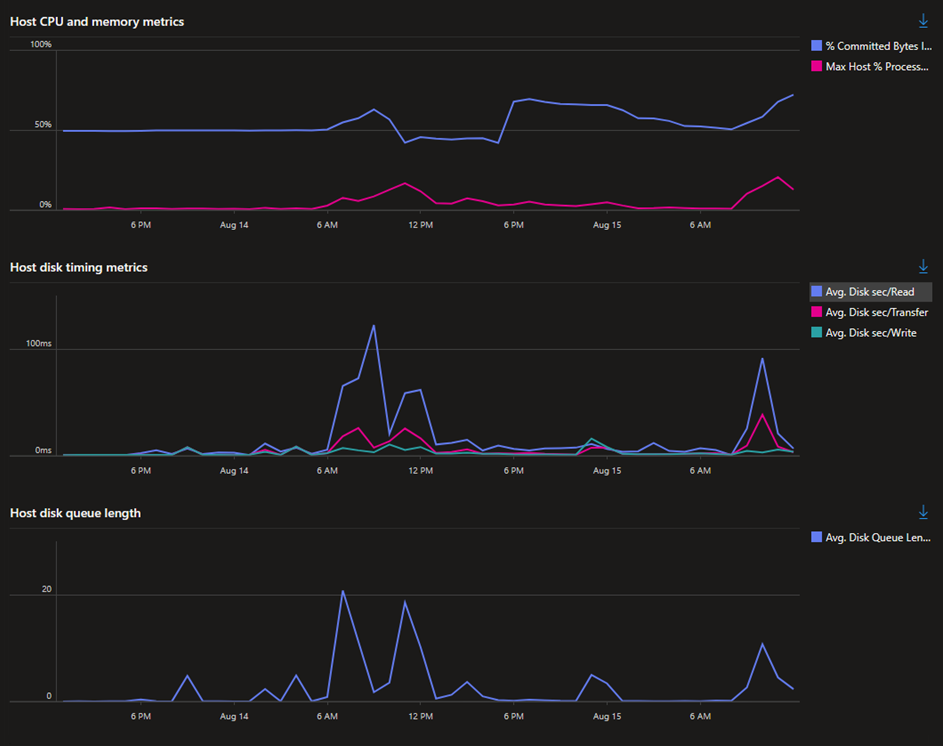 Host CPU and memory metrics
100%
50%
0%
6 PM Aug 14 6 AM 12 PM 6 PM Aug 15 6 AM
% Committed Bytes I...
Max Host % Process...
Host disk timing metrics
100ms
0ms
6 PM Aug 14 6 AM 12 PM 6 PM Aug 15 6 AM
Avg. Disk sec/Read
Avg. Disk sec/Transfer
Avg. Disk sec/Write
Host disk queue length
20
0
6 PM Aug 14 6 AM 12 PM 6 PM Aug 15 6 AM
Avg. Disk Queue Len...